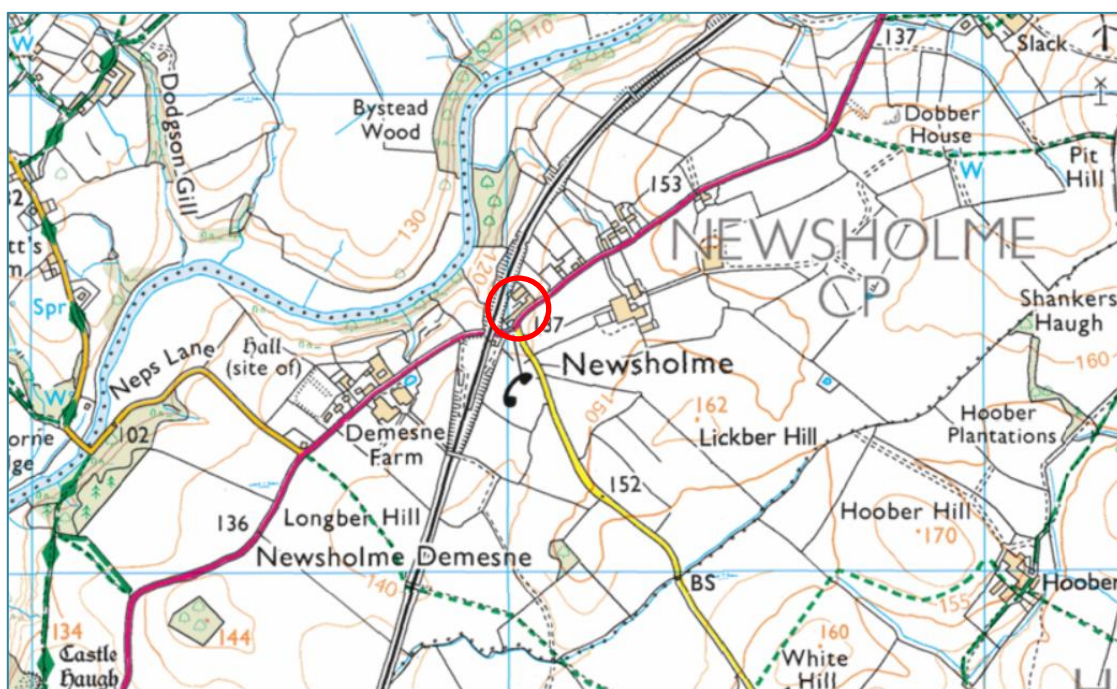 W
110
137
Slack
Dodgson Gill
Bystead
Wood
Dobber
House
W
Pit
Hill
130
153
120
NEWSHOLME
CP
Spr
Shankers
Haugh
160
Neps Lane
Hall
(site of)
Newsholme
150
162
Lickber Hill
Hoober
Plantations
W
102
Demesne
Farm
152
Hoober Hill
170
136
Longber Hill
Newsholme Demesne
140
BS
155
Hoober
134
144
160
Castle
Haugh
White
Hill